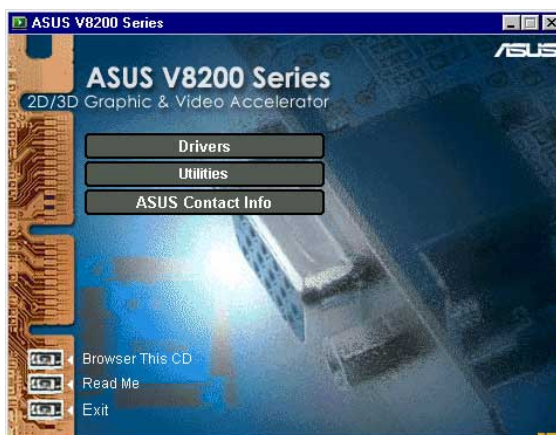 ASUS V8200 Series
ASUS
ASUS V8200 Series
2D/3D Graphic & Video Accelerator
Drivers
Utilities
ASUS Contact Info
Browser This CD
Read Me
Exit